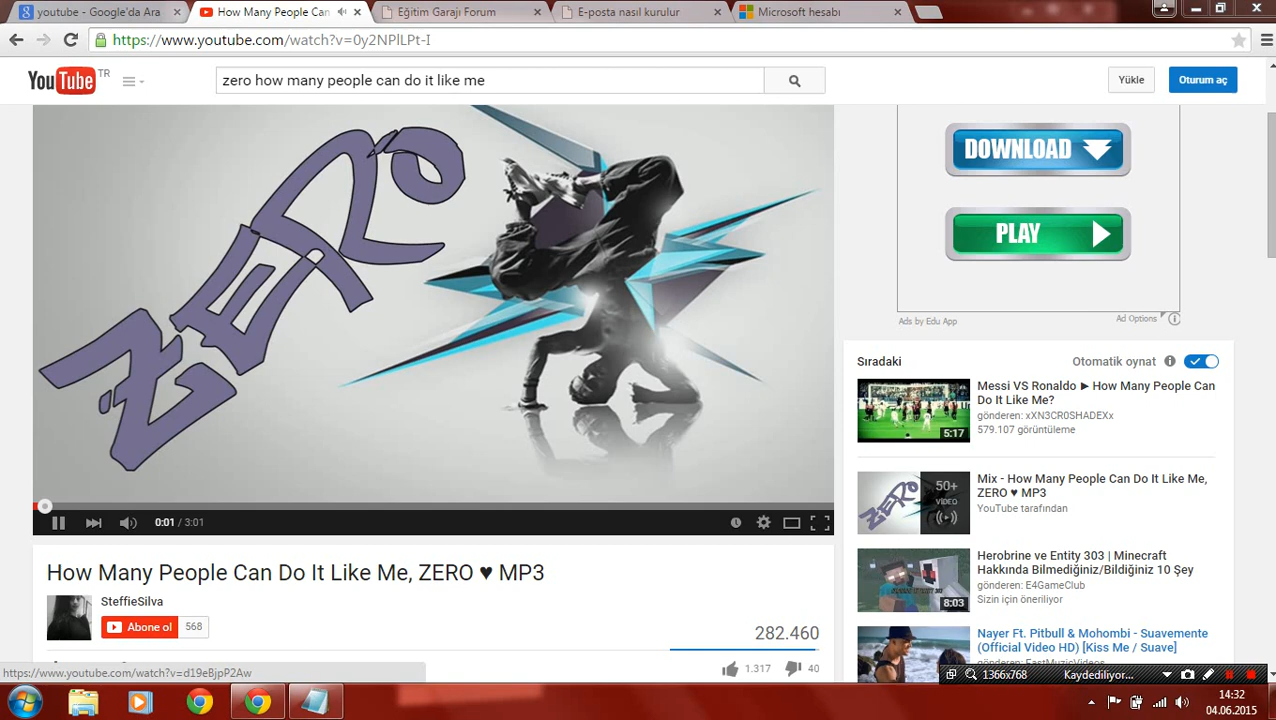 youtube - Google'da Ara
How Many People Can
Eğitim Garajı Forum
E-posta nasıl kurulur
Microsoft hesabı
https://www.youtube.com/watch?v=0y2NPlLPt-I
YouTube TR
zero how many people can do it like me
Yükle
Oturum aç
ZERO
DOWNLOAD
PLAY
Ads by Edu App
Ad Options
0:01 / 3:01
How Many People Can Do It Like Me, ZERO ♥ MP3
SteffieSilva
Abone ol 568
282.460
1.317 40
Sıradaki
Otomatik oynat
Messi VS Ronaldo ► How Many People Can
Do It Like Me?
gönderen: xXN3CR0SHADEXx
579.107 görüntüleme
5:17
Mix - How Many People Can Do It Like Me,
ZERO ♥ MP3
YouTube tarafından
50+
VIDEO
ZERO
Herobrine ve Entity 303 | Minecraft
Hakkında Bilmediğiniz/Bildiğiniz 10 Şey
gönderen: E4GameClub
Sizin için öneriliyor
8:03
Nayer Ft. Pitbull & Mohombi - Suavemente
(Official Video HD) [Kiss Me / Suave]
gönderen: EastMuzicVideos
https://www.youtube.com/watch?v=d19eBjpP2Aw
1366x768
Kaydediliyor...
14:32
04.06.2015